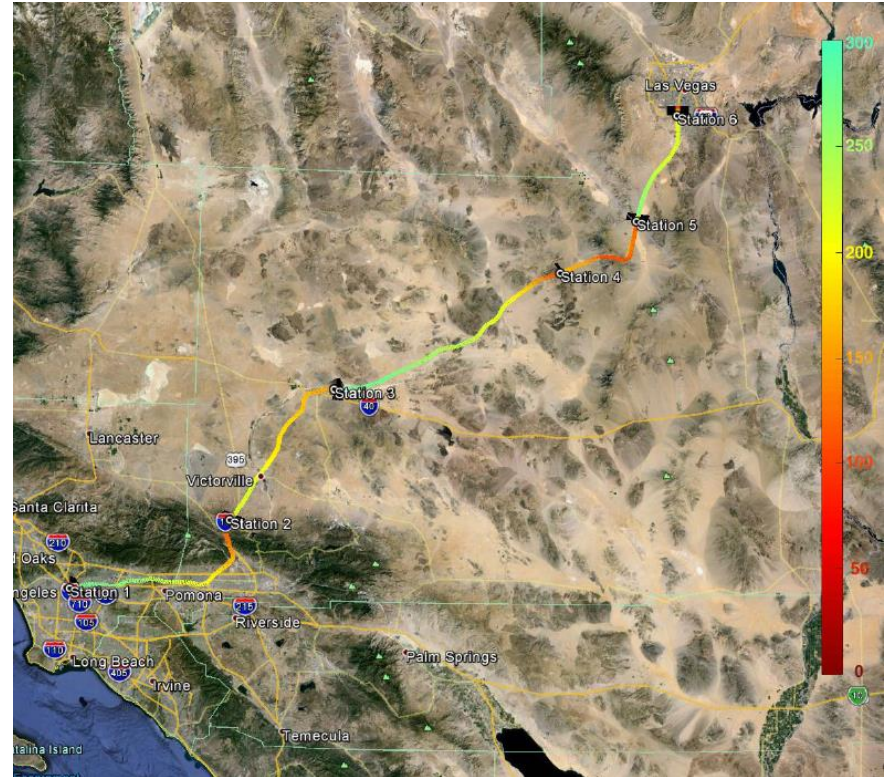 300
Las Vegas
Station 6
250
Station 5
200
Station 4
150
Station 3
40
Lancaster
395
Victorville
100
Santa Clarita
Station 2
210
Oaks
50
Station 1
Pomona
710
215
105
Riverside
110
Long Beach
Palm Springs
0
405
Irvine
10
Temecula